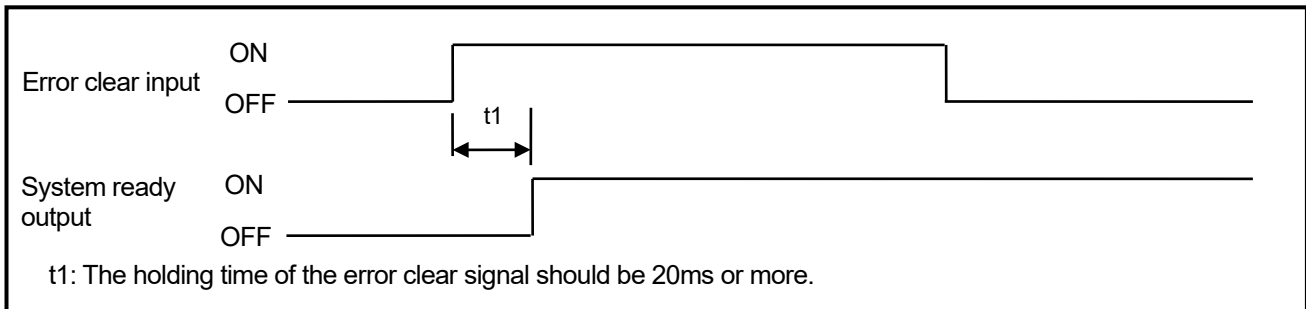 ON
Error clear input
OFF
t1
System ready
output
ON
OFF
t1: The holding time of the error clear signal should be 20ms or more.